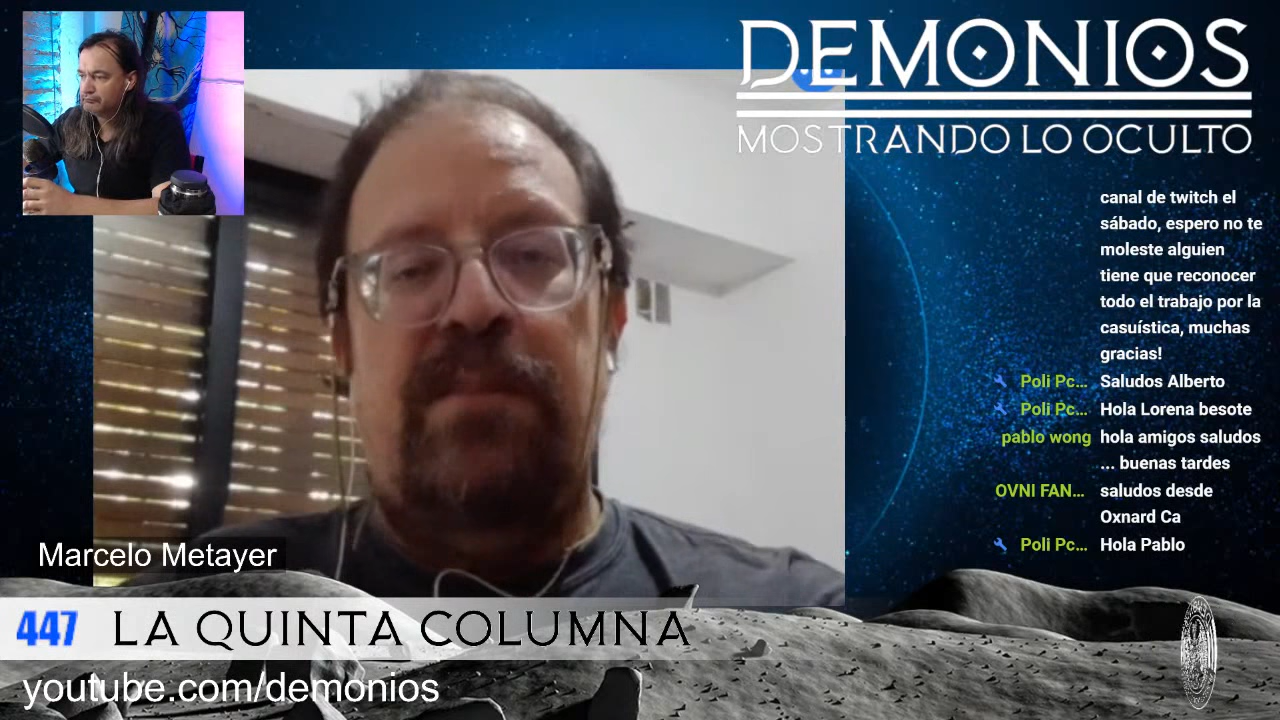 DEMONIOS
MOSTRANDO LO OCULTO
canal de twitch el
sábado, espero no te
moleste alguien
tiene que reconocer
todo el trabajo por la
casuística, muchas
gracias!
Poli Pc... Saludos Alberto
Poli Pc... Hola Lorena besote
pablo wong hola amigos saludos
... buenas tardes
OVNI FAN... saludos desde
Oxnard Ca
Poli Pc... Hola Pablo
Marcelo Metayer
447 LA QUINTA COLUMNA
youtube.com/demonios